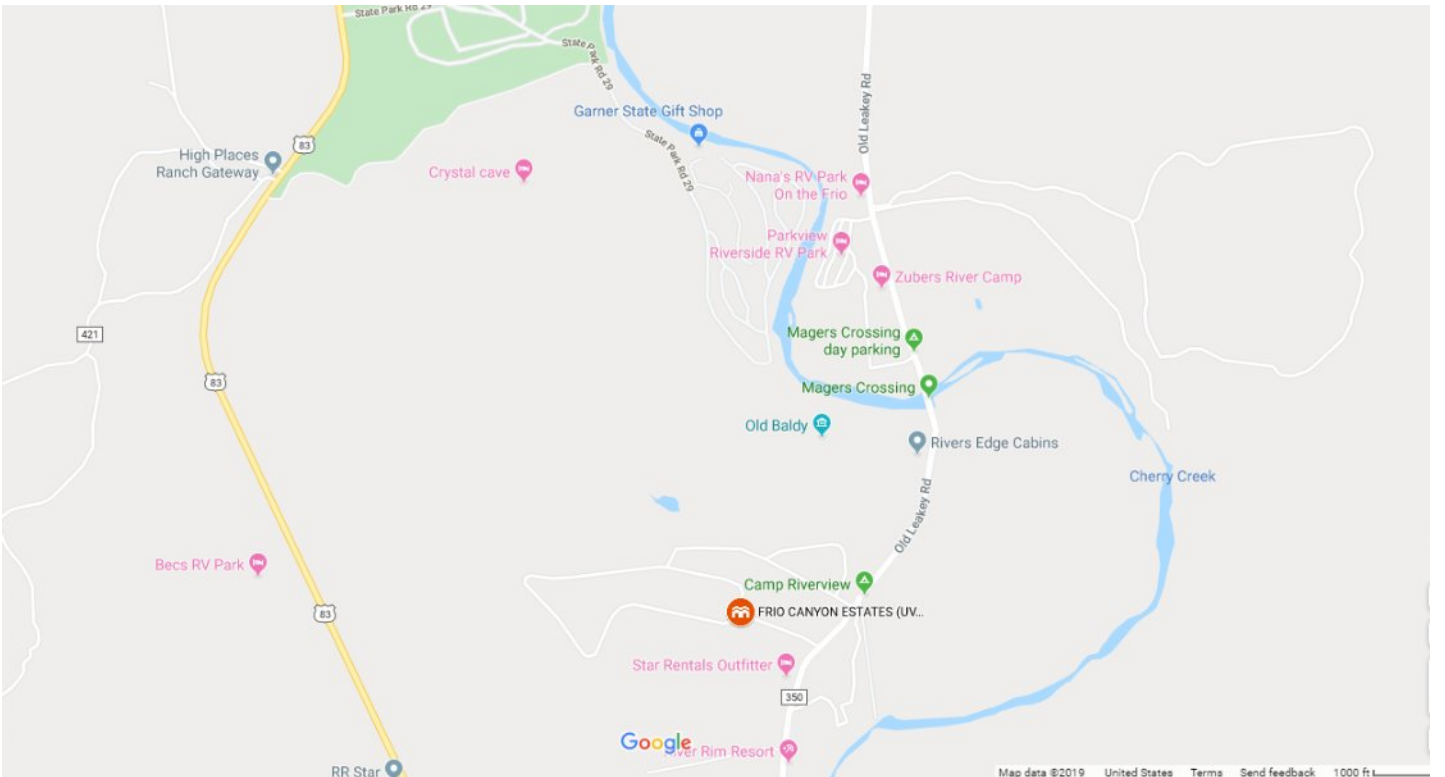 State Park Rd 29
State Park Rd 29
State Park Rd 29
Old Leakey Rd
Garner State Gift Shop
83
High Places
Ranch Gateway
Crystal cave
Nana's RV Park
On the Frio
Parkview
Riverside RV Park
Zubers River Camp
421
Magers Crossing
day parking
83
Magers Crossing
Old Baldy
Rivers Edge Cabins
Cherry Creek
Old Leakey Rd
Becs RV Park
Camp Riverview
83
FRIO CANYON ESTATES (UV...
Star Rentals Outfitter
350
Google
River Rim Resort
RR Star
Map data ©2019 United States Terms Send feedback 1000 ft